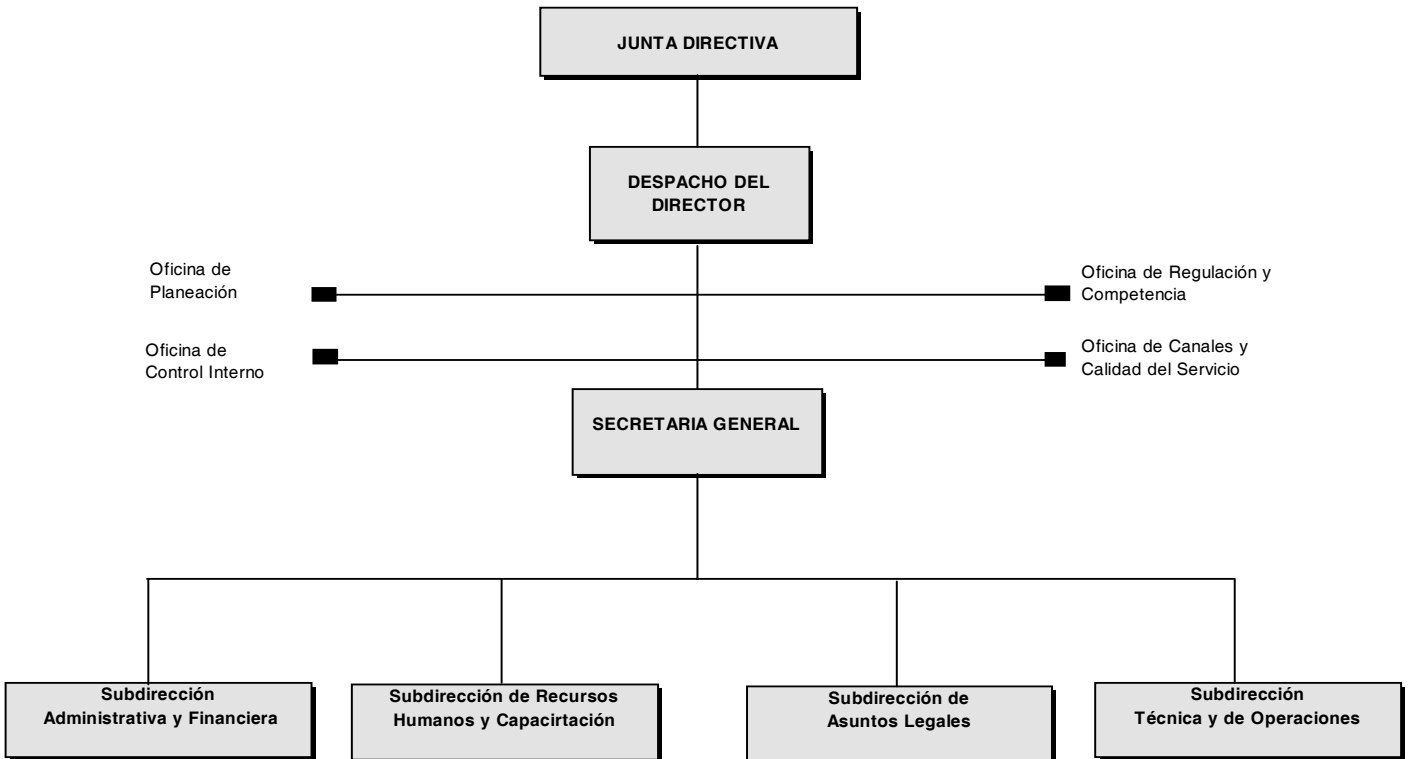 JUNTA DIRECTIVA
DESPACHO DEL
DIRECTOR
Oficina de
Planeación
Oficina de Regulación y
Competencia
Oficina de
Control Interno
Oficina de Canales y
Calidad del Servicio
SECRETARIA GENERAL
Subdirección
Administrativa y Financiera
Subdirección de Recursos
Humanos y Capacirtación
Subdirección de
Asuntos Legales
Subdirección
Técnica y de Operaciones